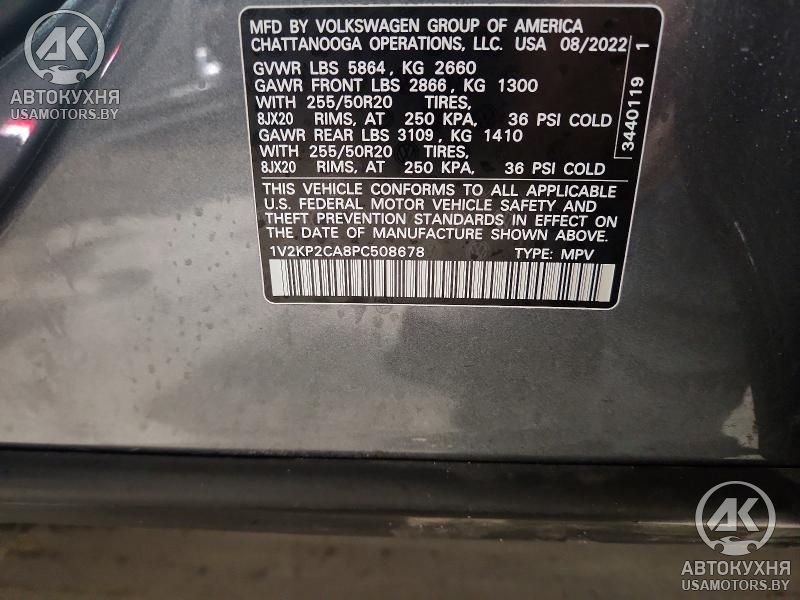 AK
АВТОКУХНЯ
USAMOTORS.BY
MFD BY VOLKSWAGEN GROUP OF AMERICA
CHATTANOOGA OPERATIONS, LLC. USA 08/2022
GVWR LBS 5864, KG 2660
GAWR FRONT LBS 2866, KG 1300
WITH 255/50R20 TIRES,
8JX20 RIMS, AT 250 KPA, 36 PSI COLD
GAWR REAR LBS 3109, KG 1410
WITH 255/50R20 TIRES,
8JX20 RIMS, AT 250 KPA, 36 PSI COLD
THIS VEHICLE CONFORMS TO ALL APPLICABLE
U.S. FEDERAL MOTOR VEHICLE SAFETY AND
THEFT PREVENTION STANDARDS IN EFFECT ON
THE DATE OF MANUFACTURE SHOWN ABOVE.
1V2KP2CA8PC508678 TYPE: MPV
3440119 1
AK
АВТОКУХНЯ
USAMOTORS.BY